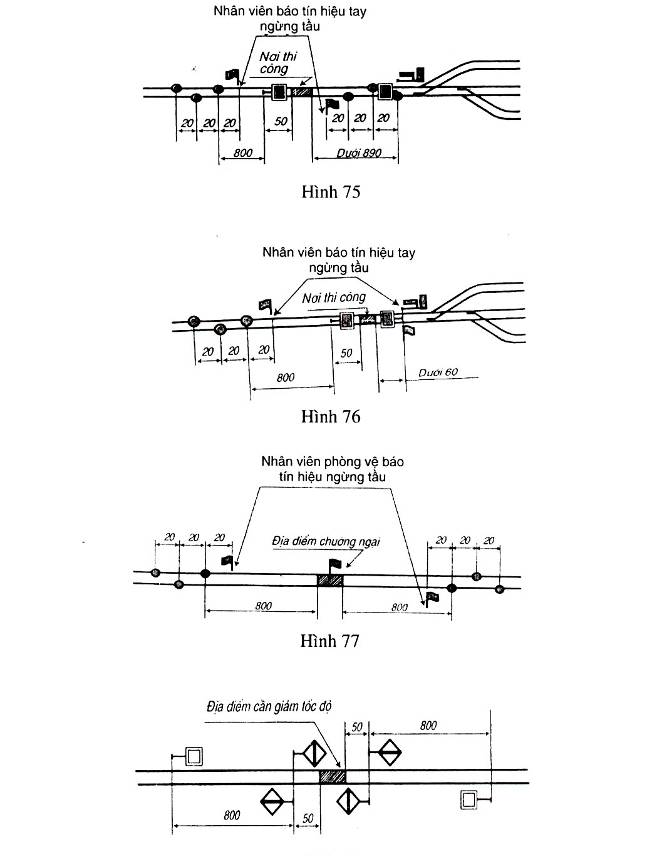 Nhân viên báo tín hiệu tay
ngừng tầu
Nơi thi
công
20 20 20
20 20 20
800
50
Dưới 890
Hình 75
Nhân viên báo tín hiệu tay
ngừng tầu
Nơi thi công
20 20 20
50
800
Dưới 60
Hình 76
Nhân viên phòng vệ báo
tín hiệu ngừng tầu
20 20 20
20 20 20
Địa điểm chướng ngại
800
800
Hình 77
Địa điểm cần giảm tốc độ
50
800
800
50